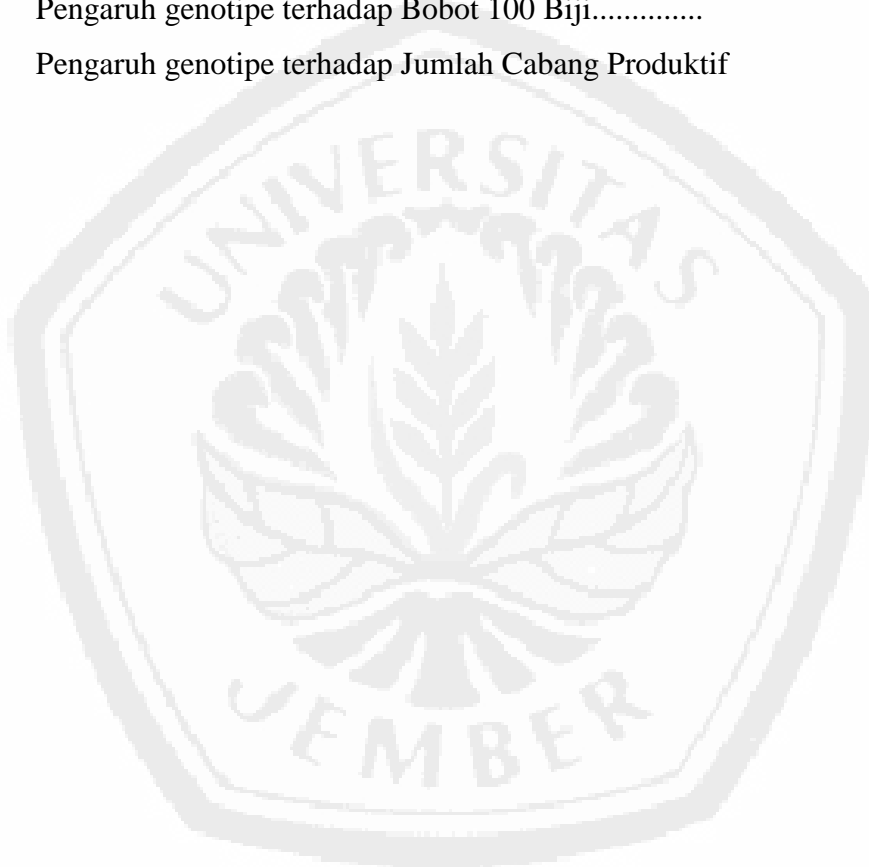 Pengaruh genotipe terhadap Bobot 100 Biji..............
Pengaruh genotipe terhadap Jumlah Cabang Produktif
UNIVERSITAS
JEMBER